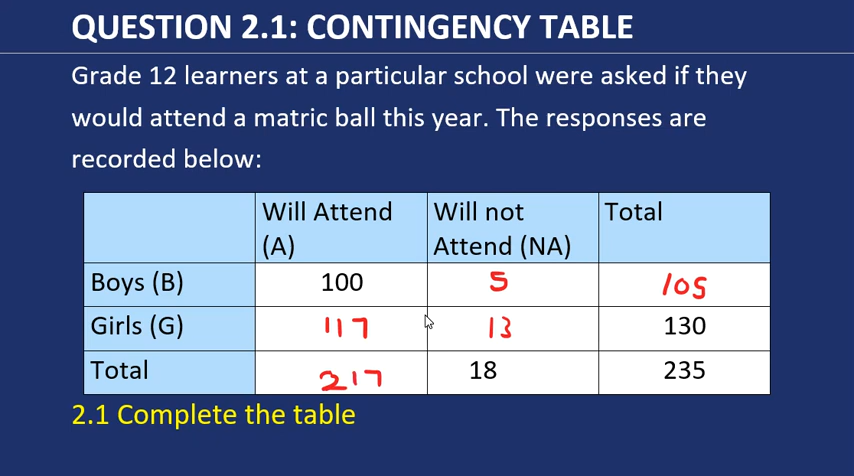 QUESTION 2.1: CONTINGENCY TABLE
Grade 12 learners at a particular school were asked if they
would attend a matric ball this year. The responses are
recorded below:
Will Attend (A) Will not Attend (NA) Total
Boys (B) 100 5 105
Girls (G) 117 13 130
Total 217 18 235
2.1 Complete the table